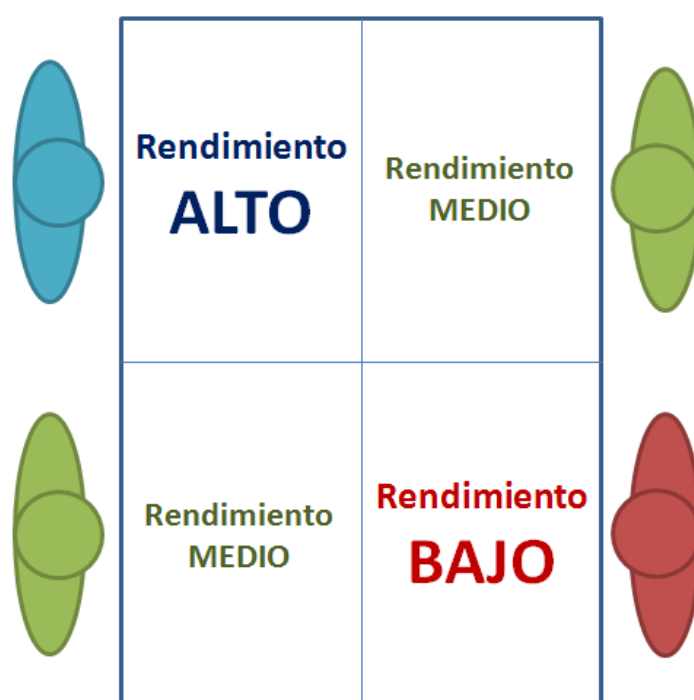 Rendimiento
ALTO
Rendimiento
MEDIO
Rendimiento
MEDIO
Rendimiento
BAJO